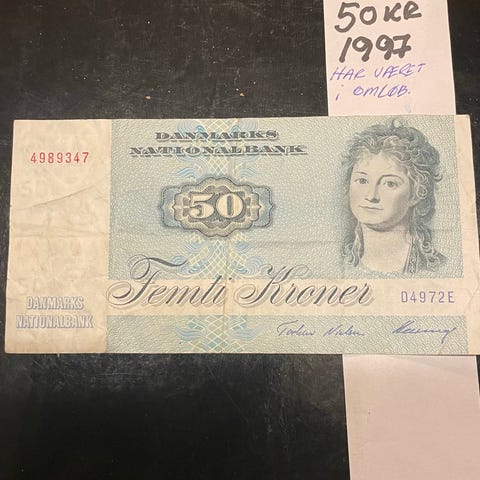 50 KR
1997
HAR VÆRET
i OMLØB.
DANMARKS
NATIONALBANK
4989347
50
Femti Kroner
D4972E
DANMARKS
NATIONALBANK